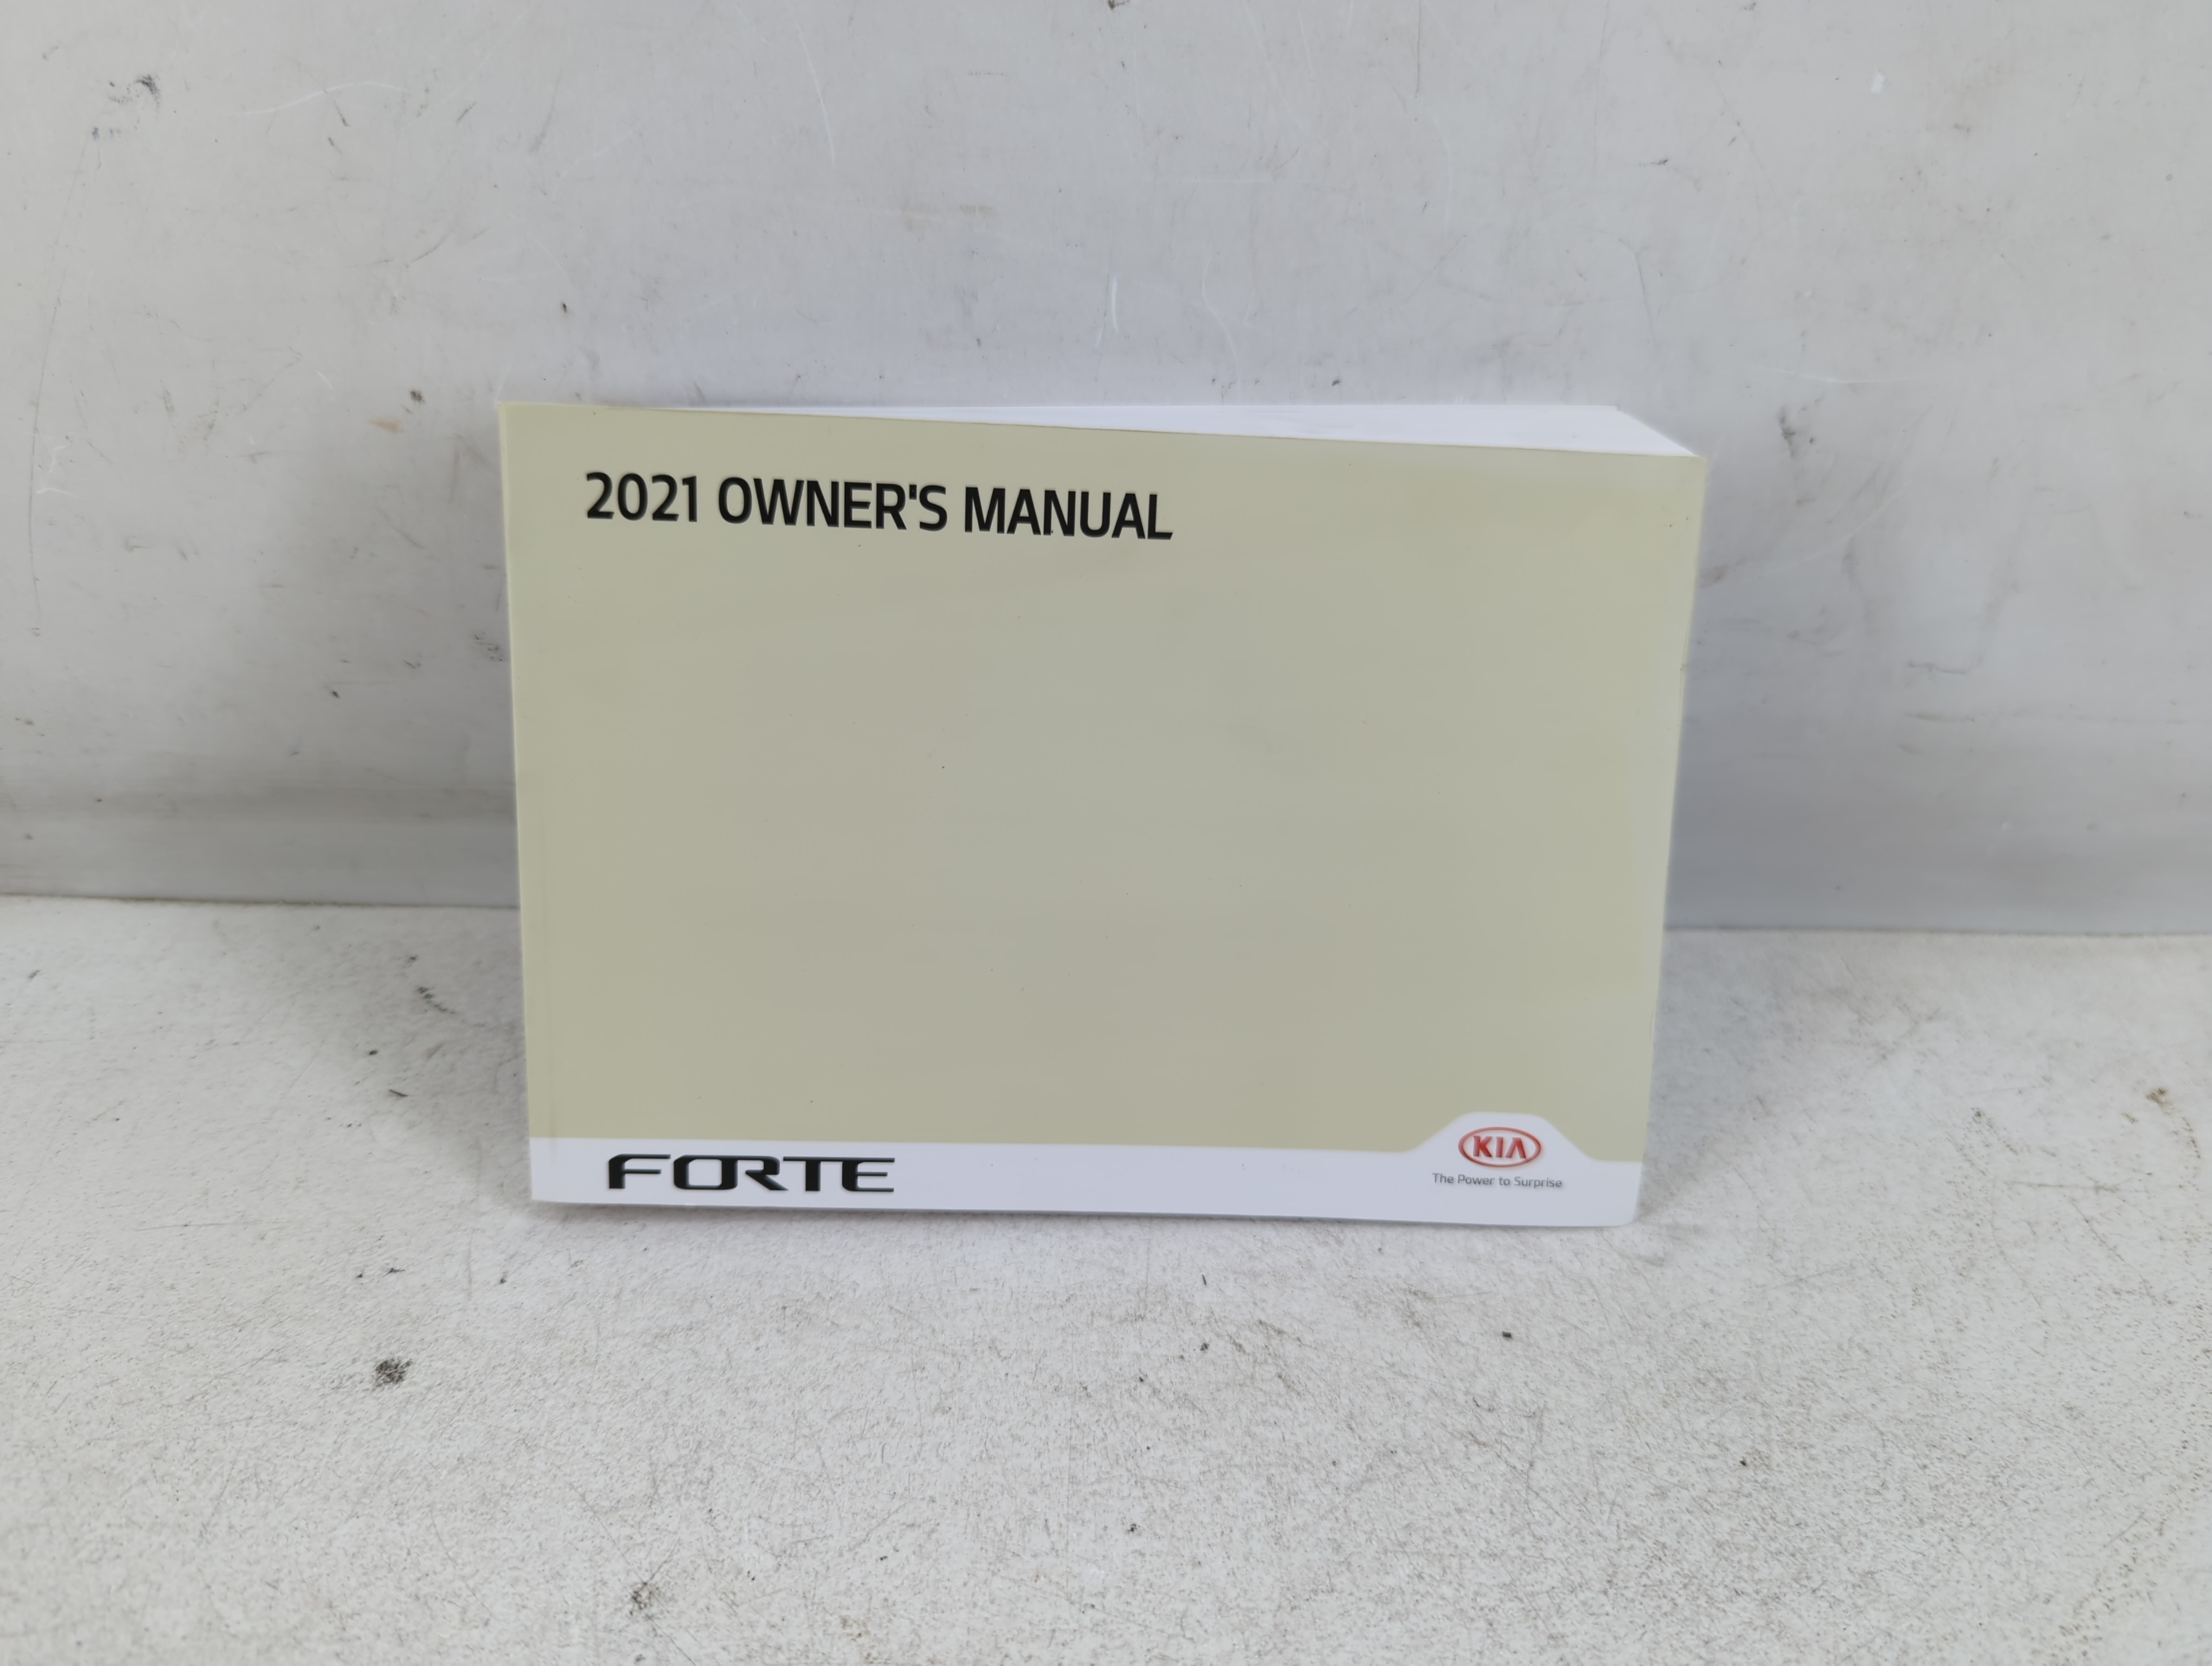 2021 OWNER'S MANUAL
FORTE
KIA
The Power to Surprise